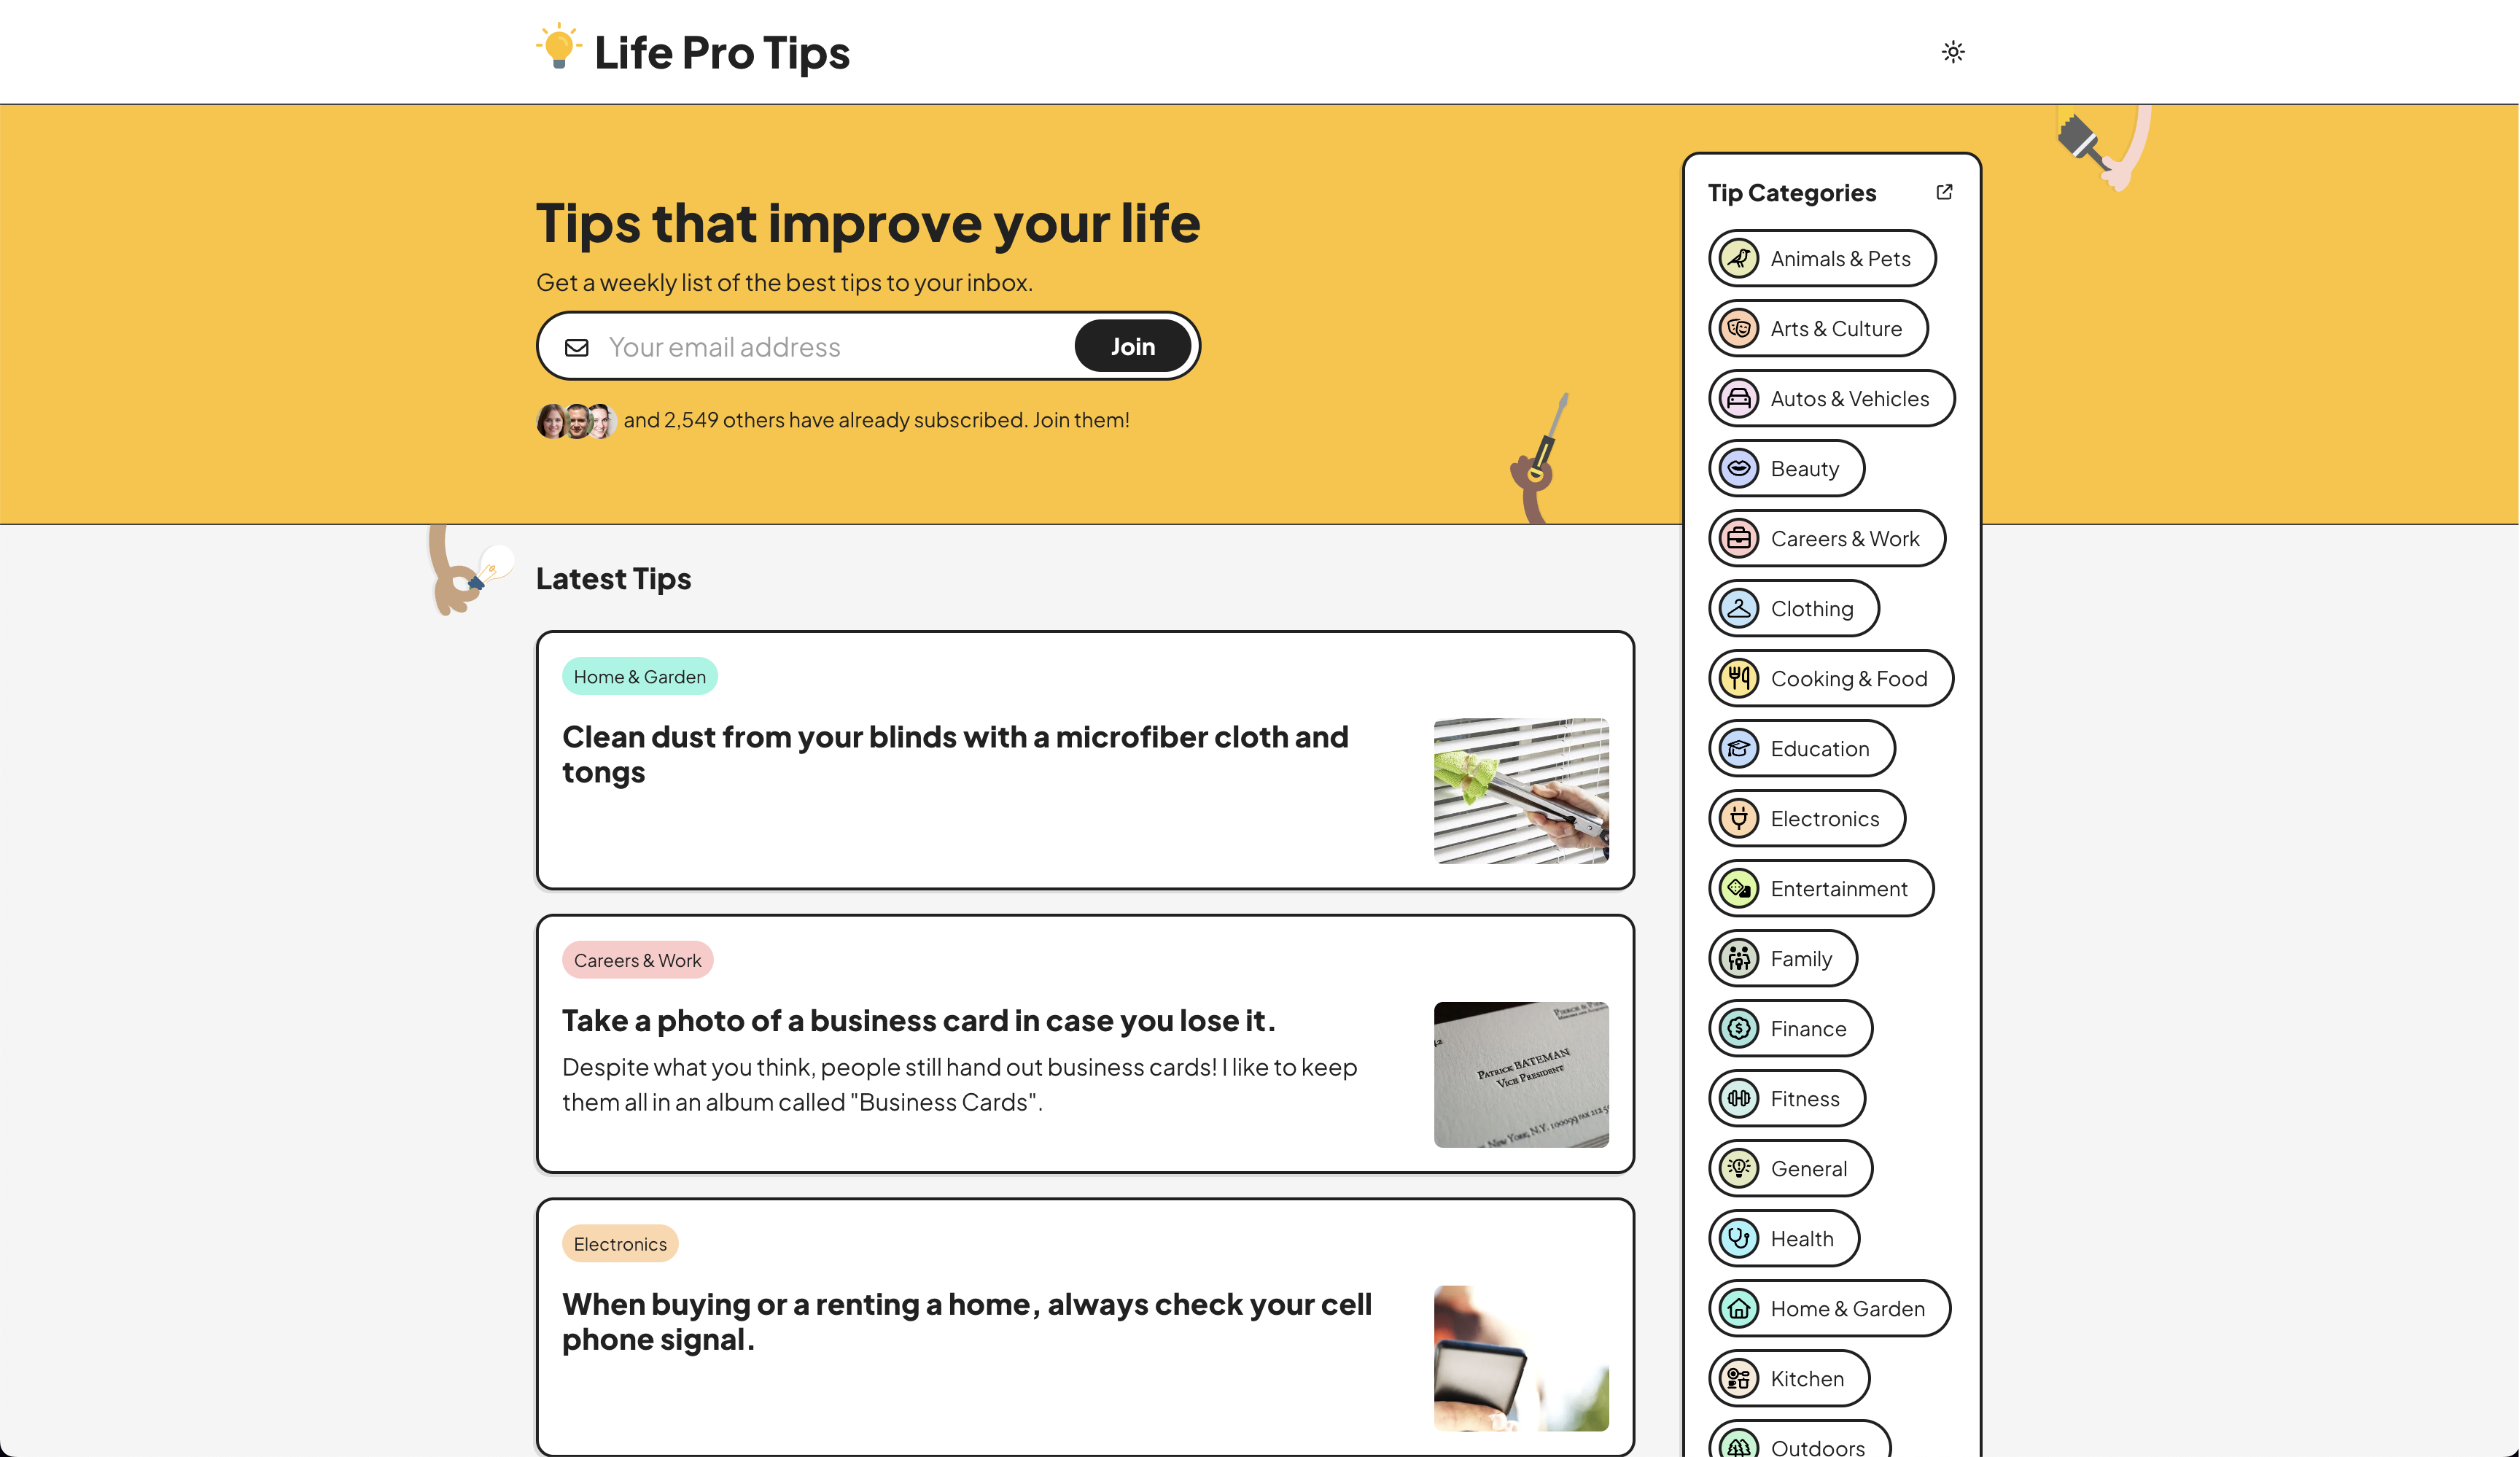 Life Pro Tips
Tips that improve your life
Get a weekly list of the best tips to your inbox.
Your email address
Join
and 2,549 others have already subscribed. Join them!
Latest Tips
Home & Garden
Clean dust from your blinds with a microfiber cloth and
tongs
Careers & Work
Take a photo of a business card in case you lose it.
Despite what you think, people still hand out business cards! I like to keep
them all in an album called "Business Cards".
PATRICK BATEMAN
VICE PRESIDENT
New York, N.Y. 10099
Electronics
When buying or a renting a home, always check your cell
phone signal.
Tip Categories
Animals & Pets
Arts & Culture
Autos & Vehicles
Beauty
Careers & Work
Clothing
Cooking & Food
Education
Electronics
Entertainment
Family
Finance
Fitness
General
Health
Home & Garden
Kitchen
Outdoors